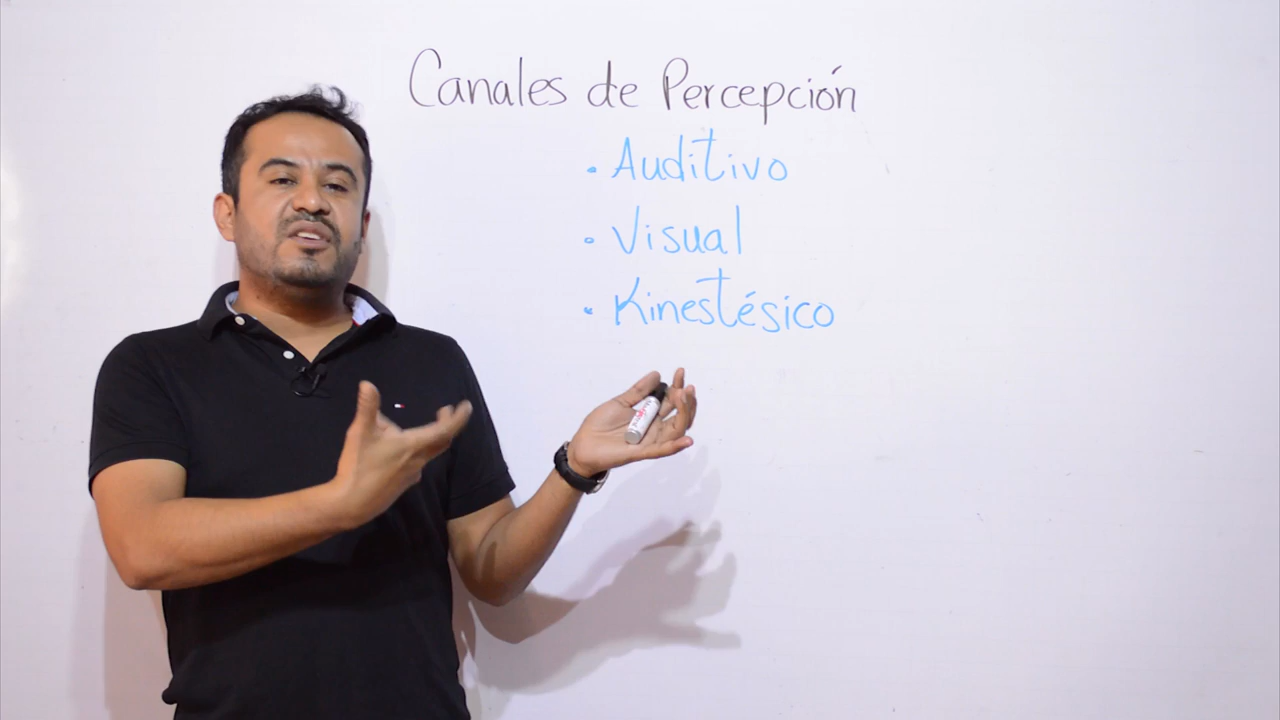 Canales de Percepción
• Auditivo
• Visual
• Kinestésico